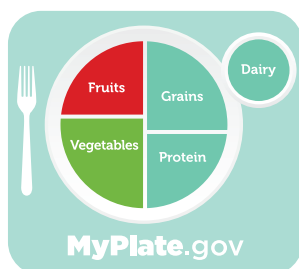 Dairy
Fruits
Grains
Vegetables
Protein
MyPlate.gov